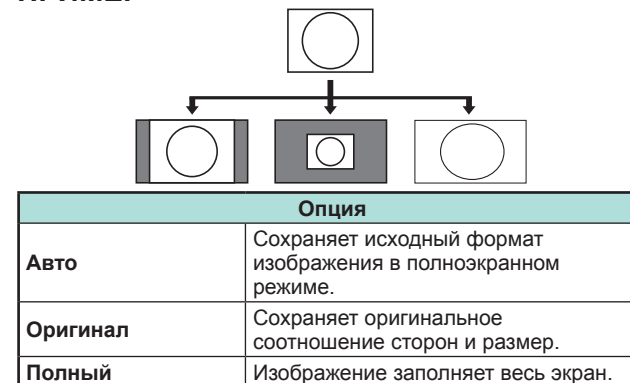 Опция
Авто
Сохраняет исходный формат
изображения в полноэкранном
режиме.
Оригинал
Сохраняет оригинальное
соотношение сторон и размер.
Полный
Изображение заполняет весь экран.